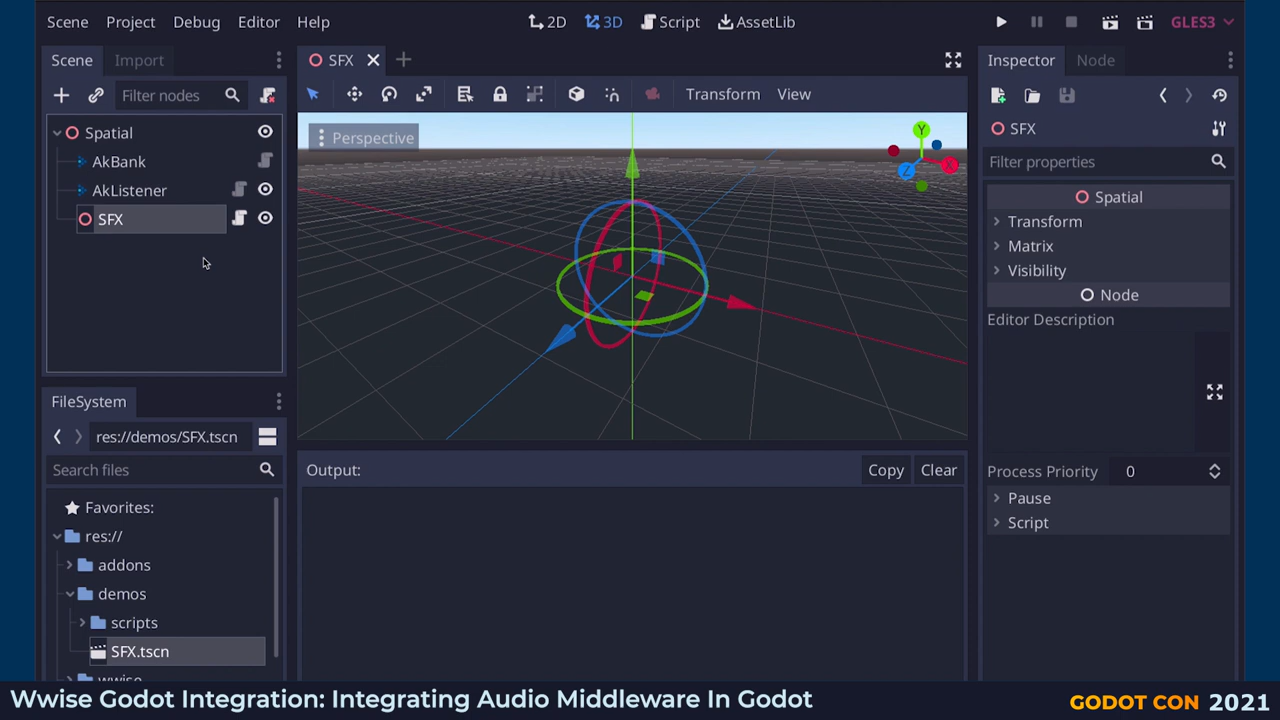 Scene Project Debug Editor Help 2D 3D Script AssetLib GLES3
Scene Import SFX Inspector Node
Filter nodes Transform View
Spatial Perspective Y X Z SFX
AkBank Filter properties
AkListener Spatial
SFX Transform
Matrix
Visibility
Node
Editor Description
FileSystem
res://demos/SFX.tscn
Search files Output: Copy Clear Process Priority 0
Favorites: Pause
res:// Script
addons
demos
scripts
SFX.tscn
wwise
Wwise Godot Integration: Integrating Audio Middleware In Godot GODOT CON 2021